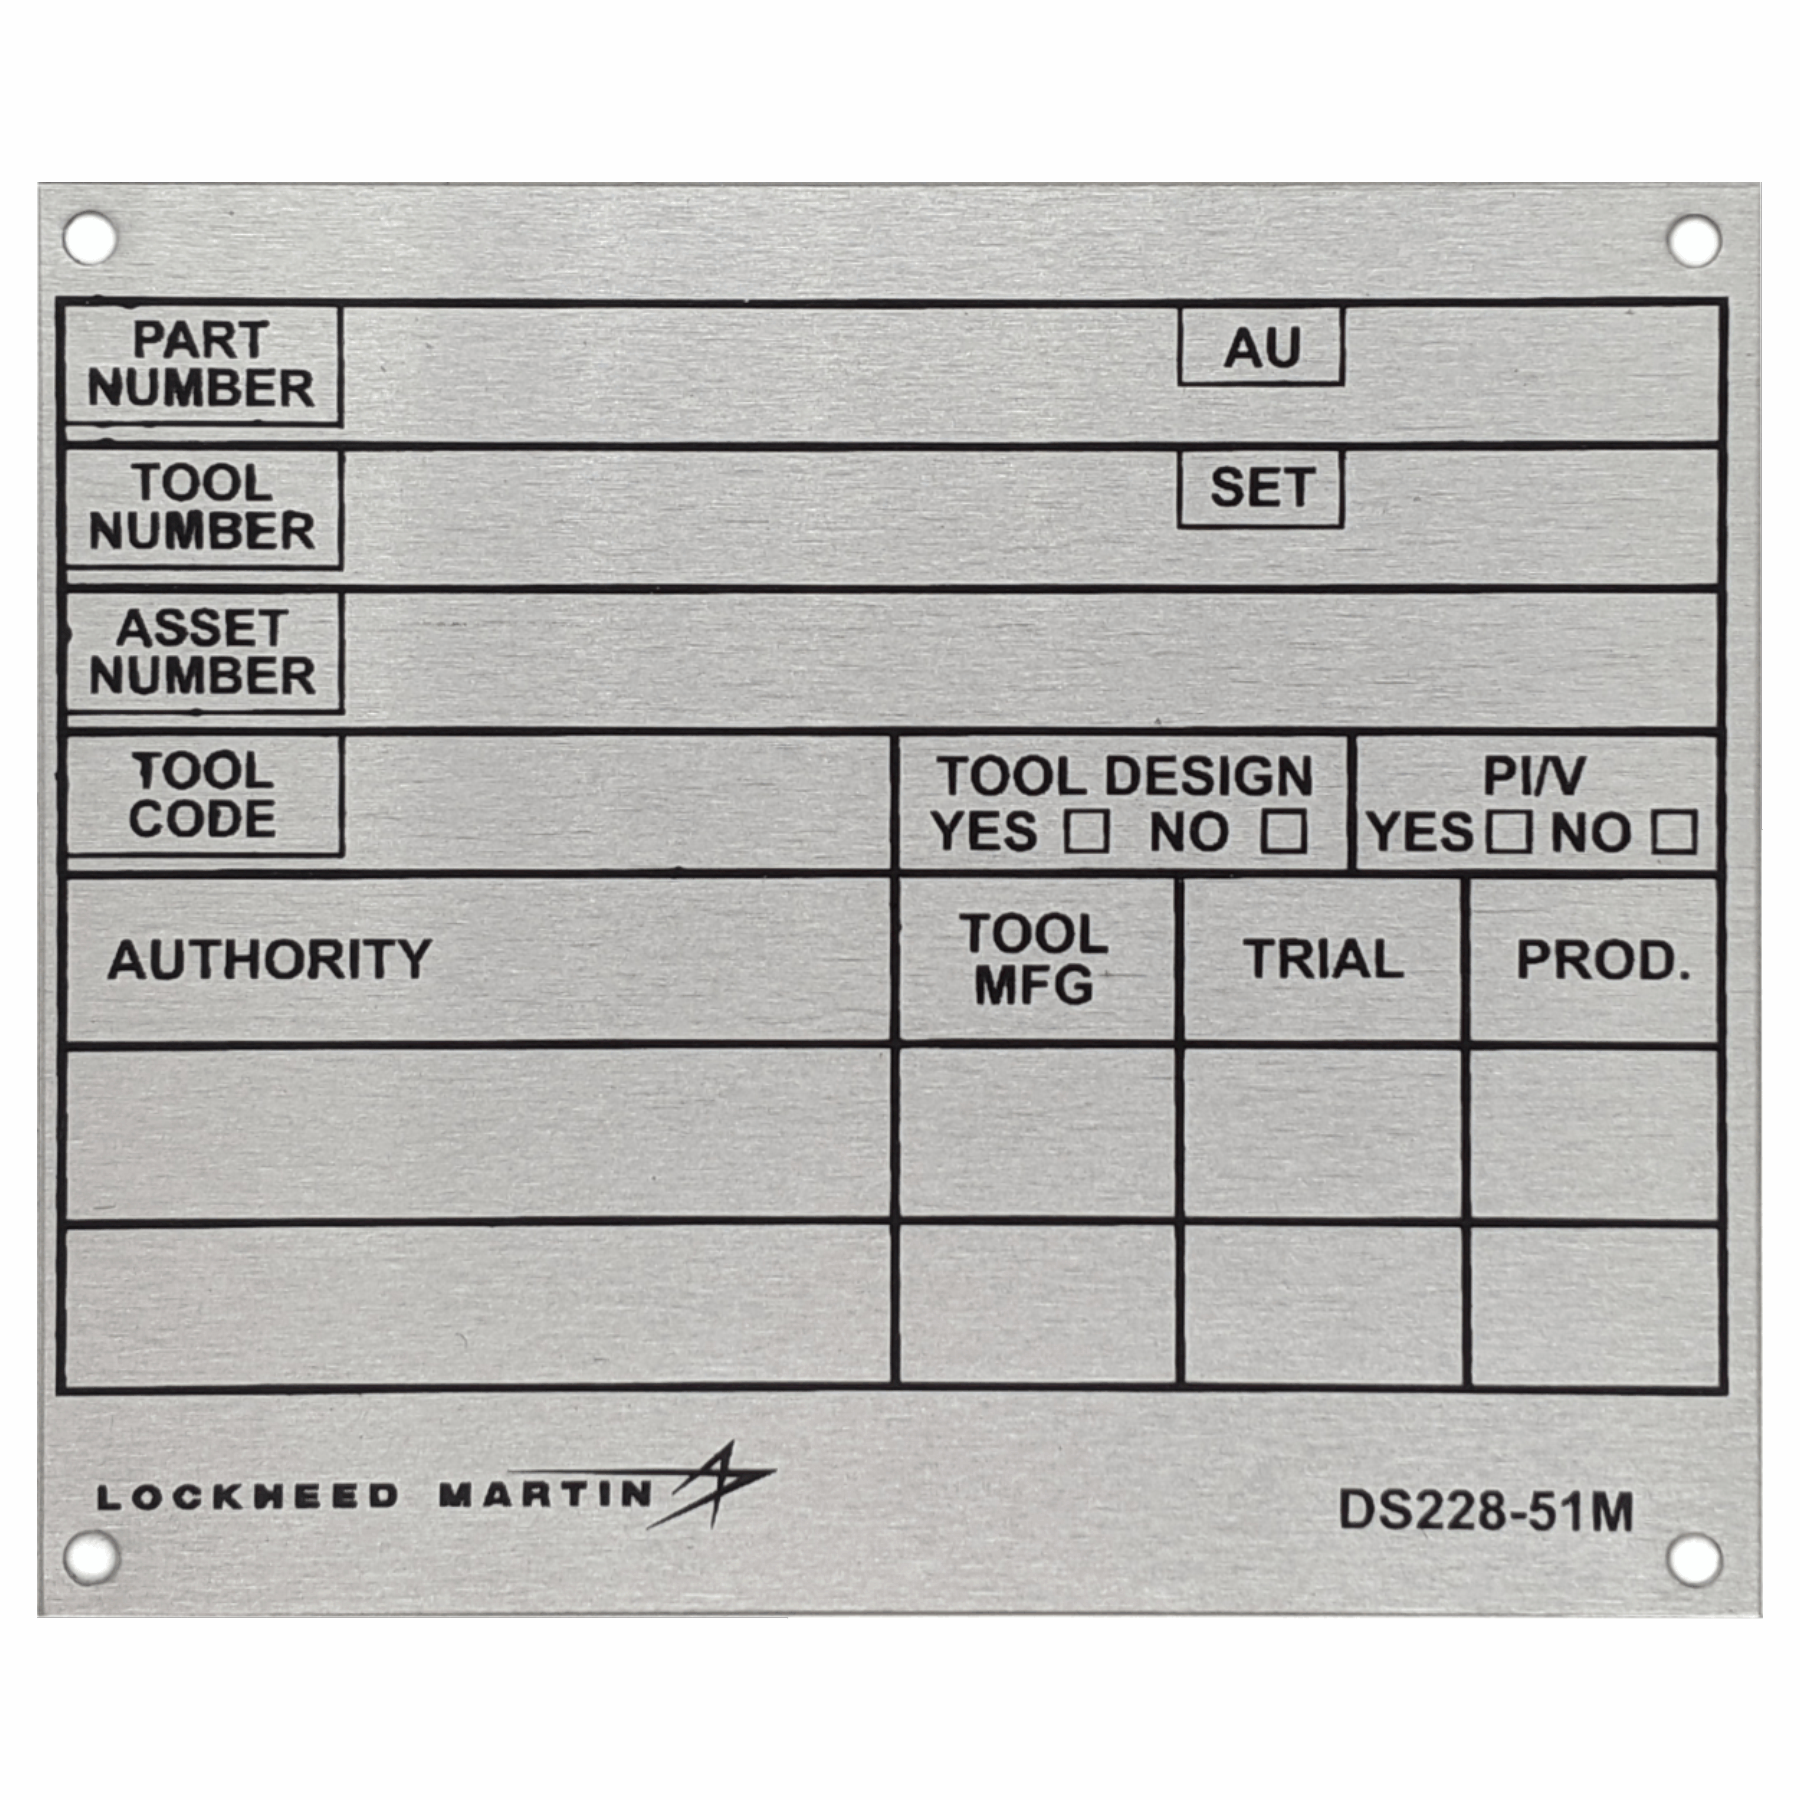 PART
NUMBER
AU
TOOL
NUMBER
SET
ASSET
NUMBER
TOOL
CODE
TOOL DESIGN
YES □ NO □
PI/V
YES □ NO □
AUTHORITY
TOOL
MFG
TRIAL
PROD.
LOCKHEED MARTIN
DS228-51M